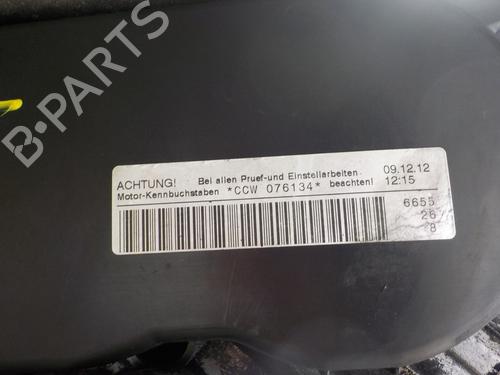 B-PARTS
ACHTUNG! Bei allen Pruef-und Einstellarbeiten 09.12.12
Motor-Kennbuchstaben *CCW 076134* beachten! 12:15
6655
26
8